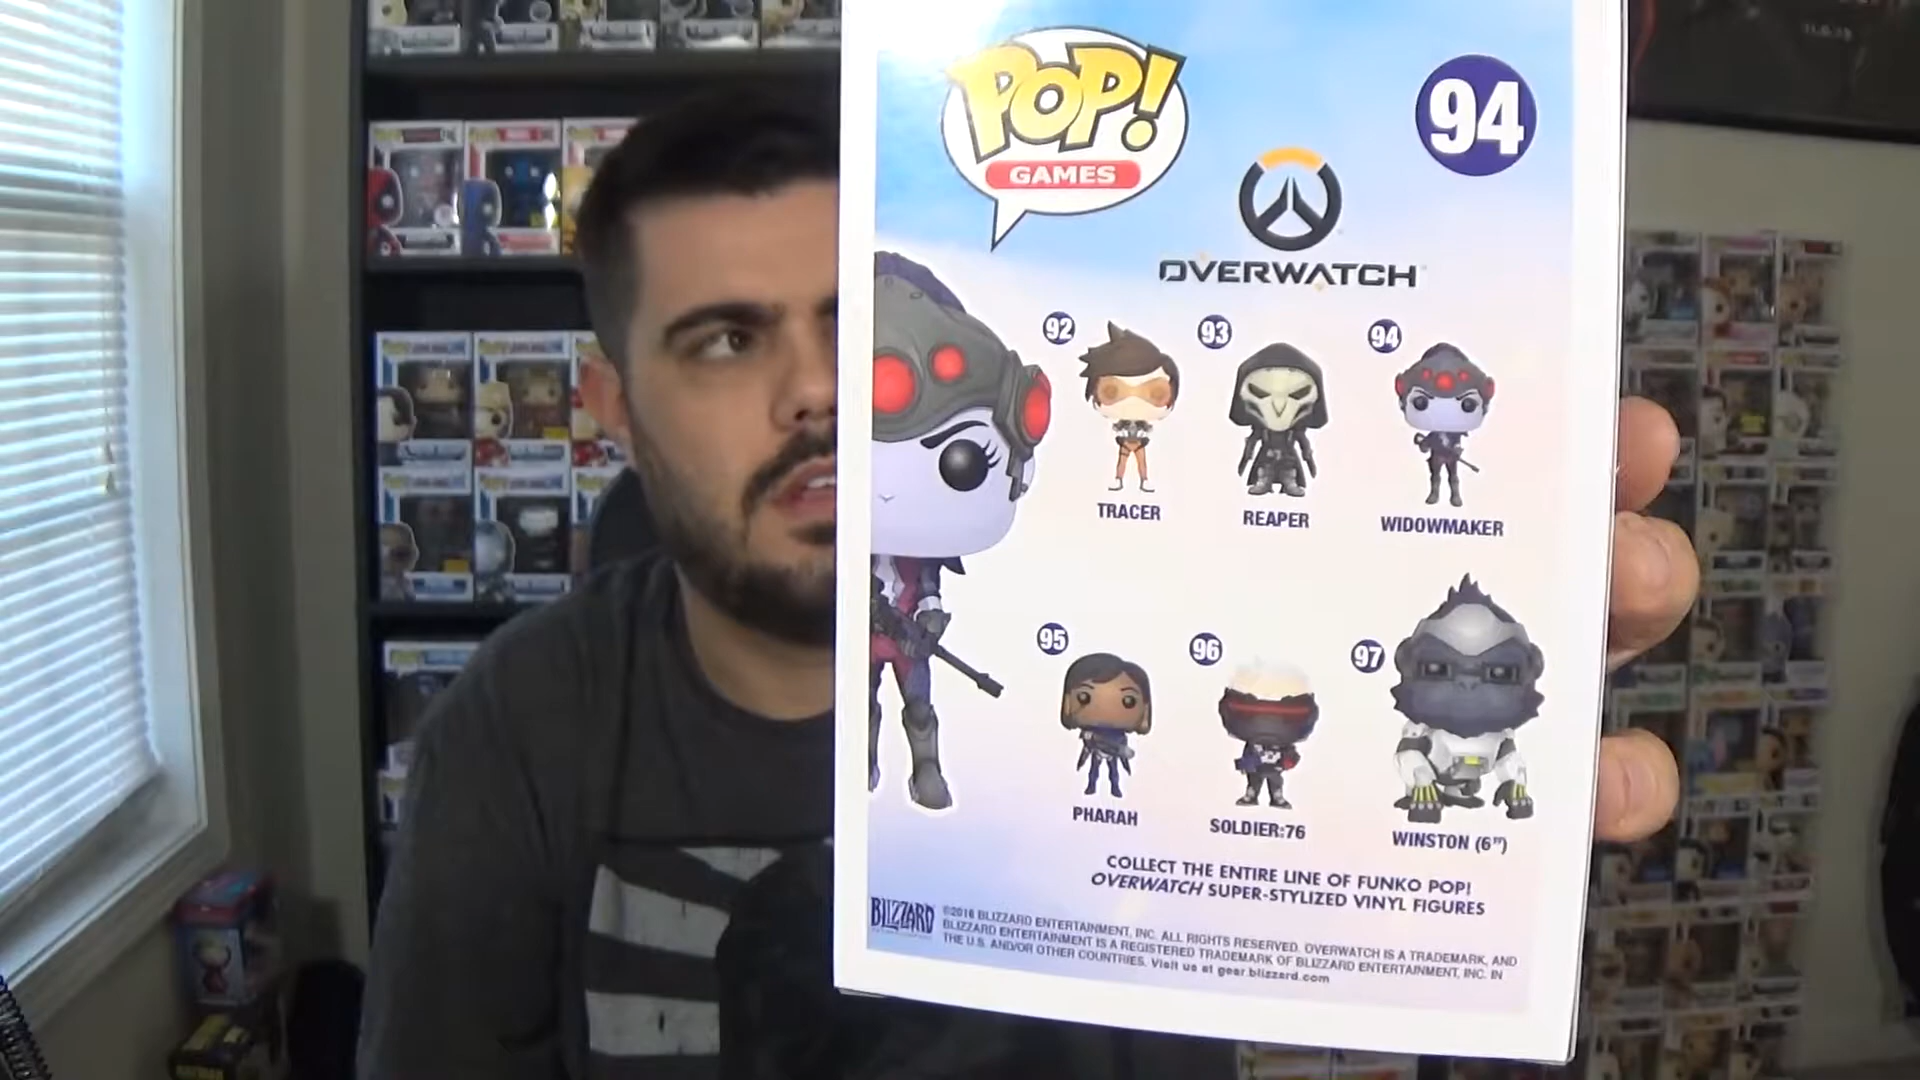 POP!
GAMES
94
OVERWATCH
92
93
94
TRACER
REAPER
WIDOWMAKER
95
96
97
PHARAH
SOLDIER:76
WINSTON (6")
COLLECT THE ENTIRE LINE OF FUNKO POP!
OVERWATCH SUPER-STYLIZED VINYL FIGURES
BLIZZARD
©2016 BLIZZARD ENTERTAINMENT, INC. ALL RIGHTS RESERVED. OVERWATCH IS A TRADEMARK, AND
BLIZZARD ENTERTAINMENT IS A REGISTERED TRADEMARK OF BLIZZARD ENTERTAINMENT, INC. IN
THE U.S. AND/OR OTHER COUNTRIES. Visit us at gear.blizzard.com